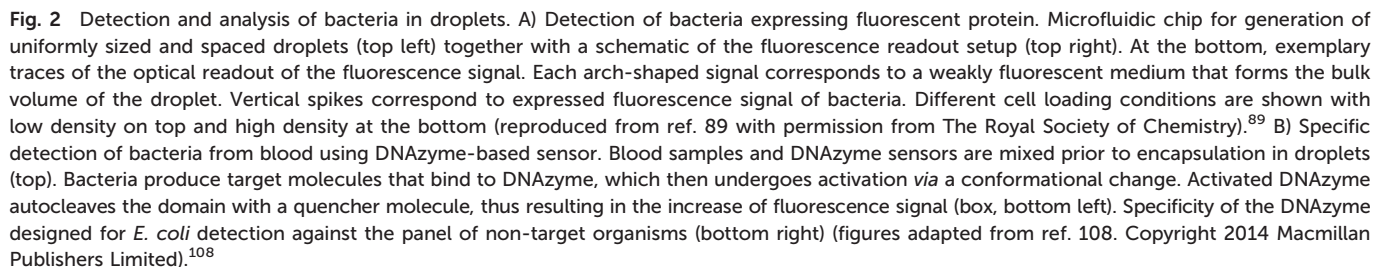 Fig. 2 Detection and analysis of bacteria in droplets. A) Detection of bacteria expressing fluorescent protein. Microfluidic chip for generation of
uniformly sized and spaced droplets (top left) together with a schematic of the fluorescence readout setup (top right). At the bottom, exemplary
traces of the optical readout of the fluorescence signal. Each arch-shaped signal corresponds to a weakly fluorescent medium that forms the bulk
volume of the droplet. Vertical spikes correspond to expressed fluorescence signal of bacteria. Different cell loading conditions are shown with
low density on top and high density at the bottom (reproduced from ref. 89 with permission from The Royal Society of Chemistry).89 B) Specific
detection of bacteria from blood using DNAzyme-based sensor. Blood samples and DNAzyme sensors are mixed prior to encapsulation in droplets
(top). Bacteria produce target molecules that bind to DNAzyme, which then undergoes activation via a conformational change. Activated DNAzyme
autocleaves the domain with a quencher molecule, thus resulting in the increase of fluorescence signal (box, bottom left). Specificity of the DNAzyme
designed for E. coli detection against the panel of non-target organisms (bottom right) (figures adapted from ref. 108. Copyright 2014 Macmillan
Publishers Limited).108